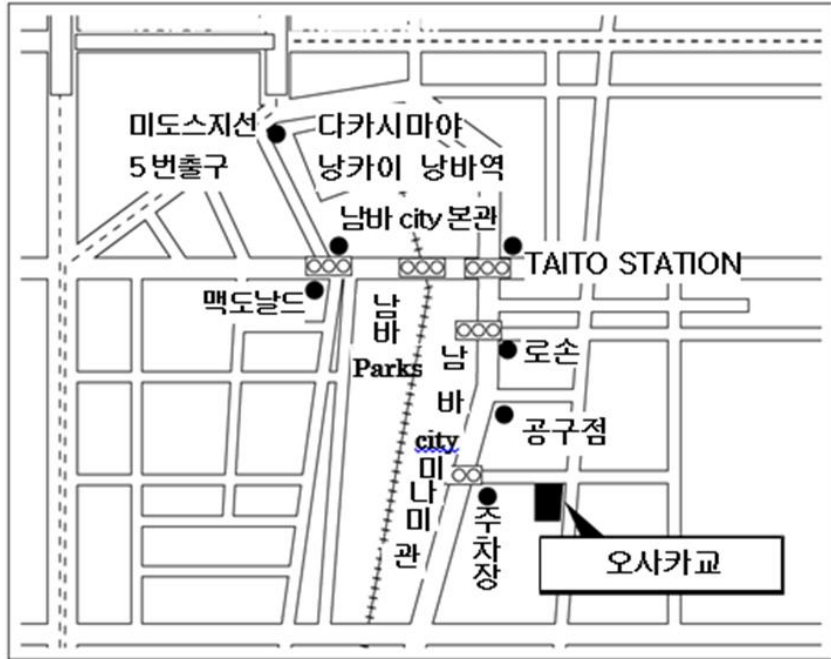 미도스지선
5번출구
다카시마야
낭카이 낭바역
남바 city 본관
TAITO STATION
맥도날드
남바
Parks
로손
남바
city
미나미관
공구점
주차장
오사카교